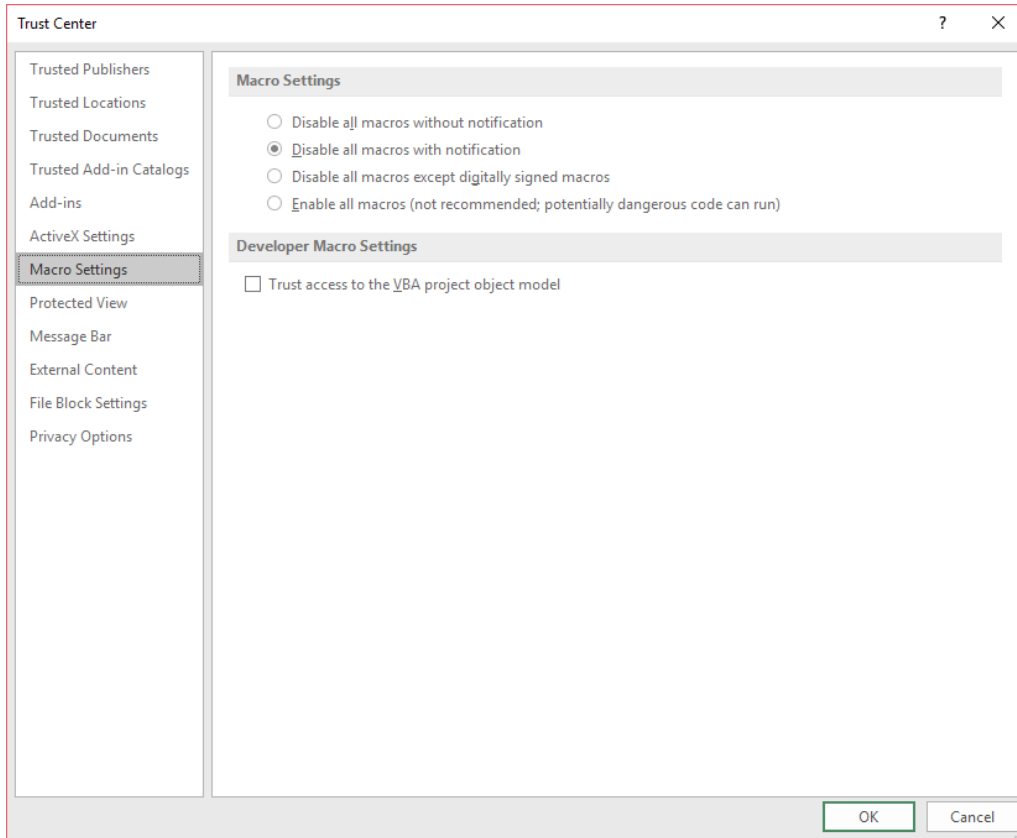 Trust Center
?
Trusted Publishers
Trusted Locations
Trusted Documents
Trusted Add-in Catalogs
Add-ins
ActiveX Settings
Macro Settings
Protected View
Message Bar
External Content
File Block Settings
Privacy Options
Macro Settings
Disable all macros without notification
Disable all macros with notification
Disable all macros except digitally signed macros
Enable all macros (not recommended; potentially dangerous code can run)
Developer Macro Settings
Trust access to the VBA project object model
OK
Cancel